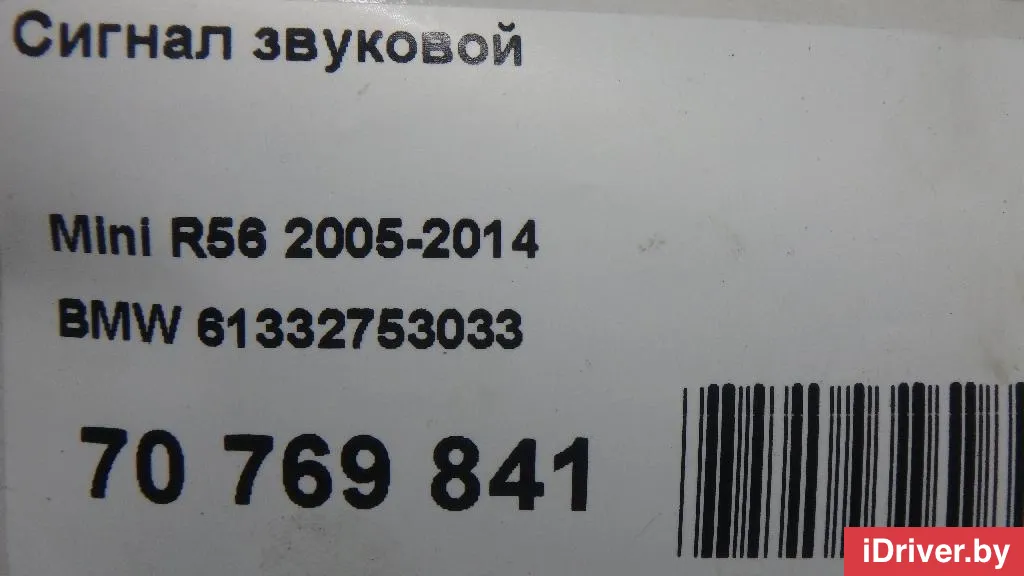 Сигнал звуковой
Mini R56 2005-2014
BMW 61332753033
70 769 841
iDriver.by